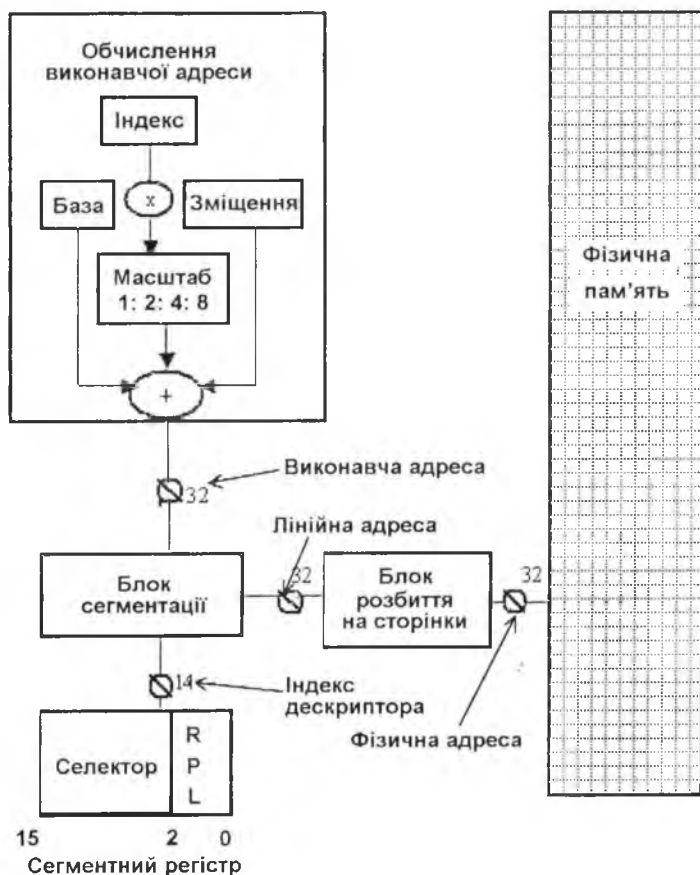 Обчислення
виконавчої адреси
Індекс
База
x
Зміщення
Масштаб
1: 2: 4: 8
+
Фізична
пам'ять
Виконавча адреса
32
Лінійна адреса
32
32
Блок
сегментації
Блок
розбиття
на сторінки
14
Індекс
дескриптора
Фізична адреса
Селектор
R
P
L
15 2 0
Сегментний регістр